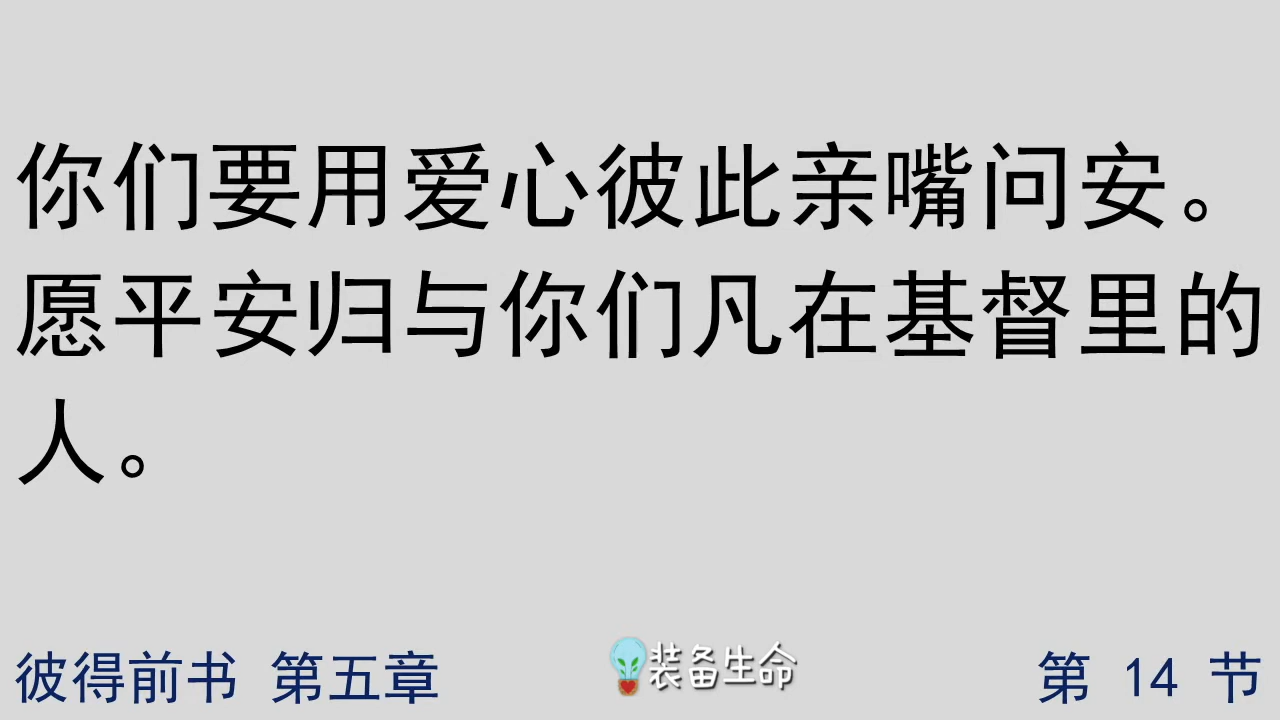 你们要用爱心彼此亲嘴问安。
愿平安归与你们凡在基督里的
人。
彼得前书 第五章
装备生命
第 14 节